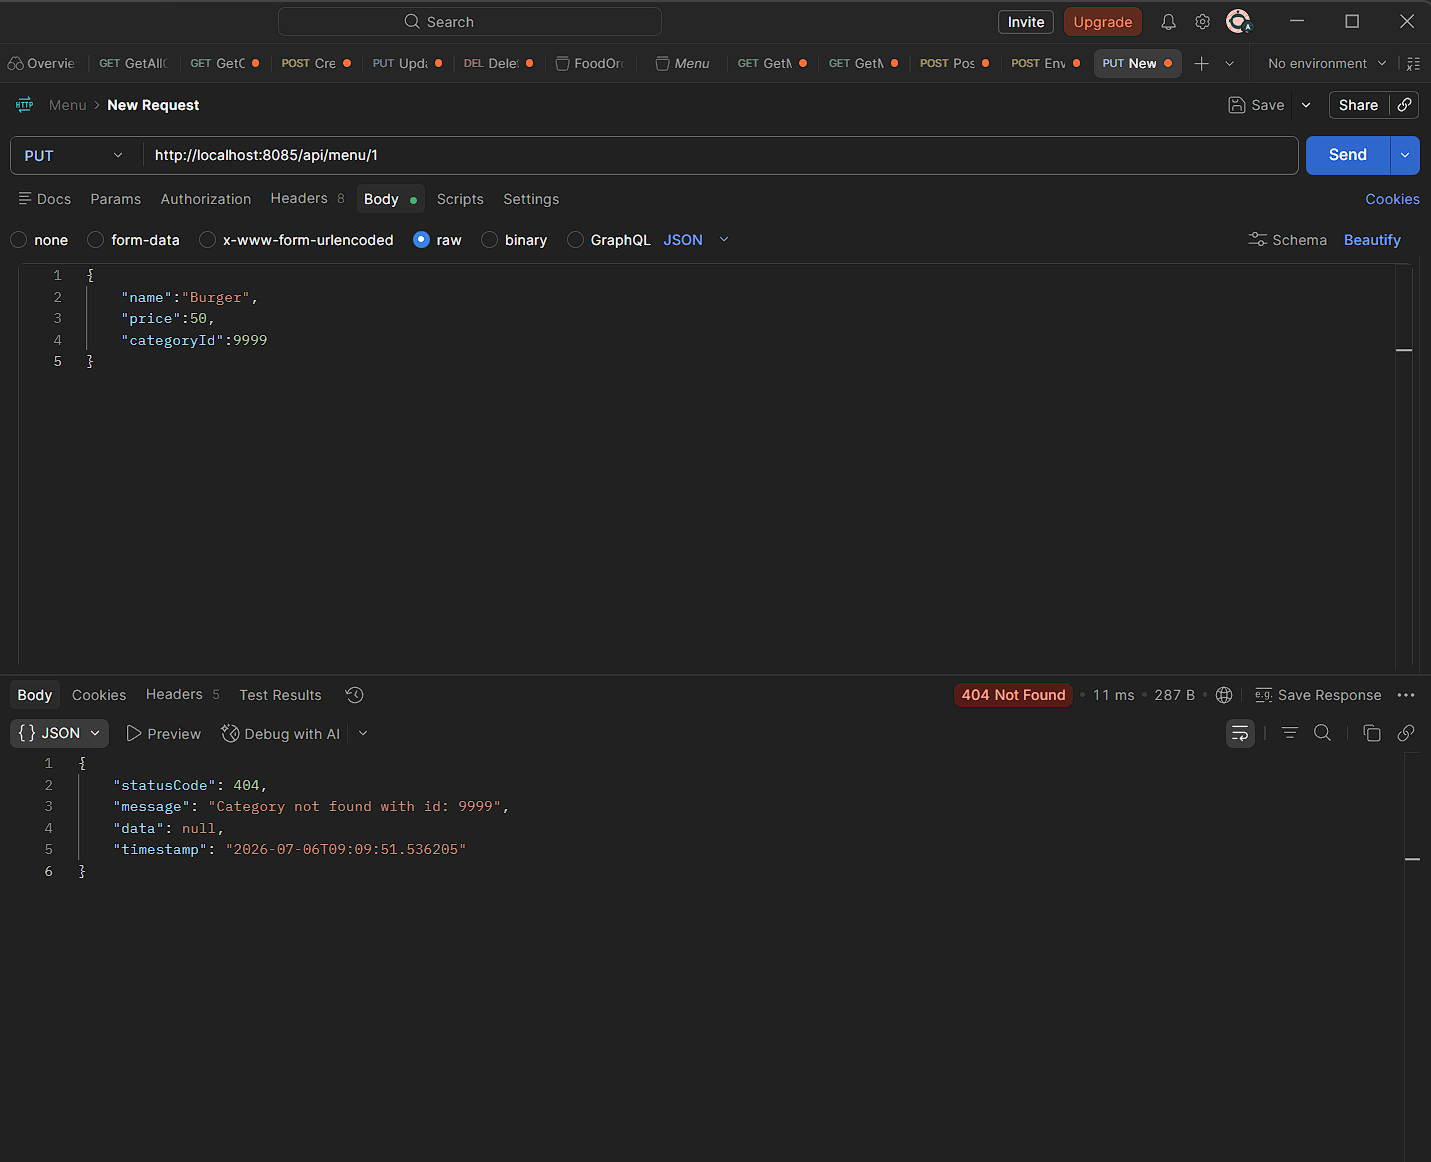 Search
Invite
Upgrade
Overvie
GET GetAll
GET GetC
POST Cre
PUT Upd
DEL Dele
FoodOr
Menu
GET GetM
GET GetM
POST Pos
POST Env
PUT New
No environment
HTTP
Menu > New Request
Save
Share
PUT
http://localhost:8085/api/menu/1
Send
Docs
Params
Authorization
Headers 8
Body
Scripts
Settings
Cookies
none
form-data
x-www-form-urlencoded
raw
binary
GraphQL
JSON
Schema
Beautify
1 {
2 "name":"Burger",
3 "price":50,
4 "categoryId":9999
5 }
Body
Cookies
Headers 5
Test Results
404 Not Found
11 ms
287 B
e.g. Save Response
{} JSON
Preview
Debug with AI
1 {
2 "statusCode": 404,
3 "message": "Category not found with id: 9999",
4 "data": null,
5 "timestamp": "2026-07-06T09:09:51.536205"
6 }